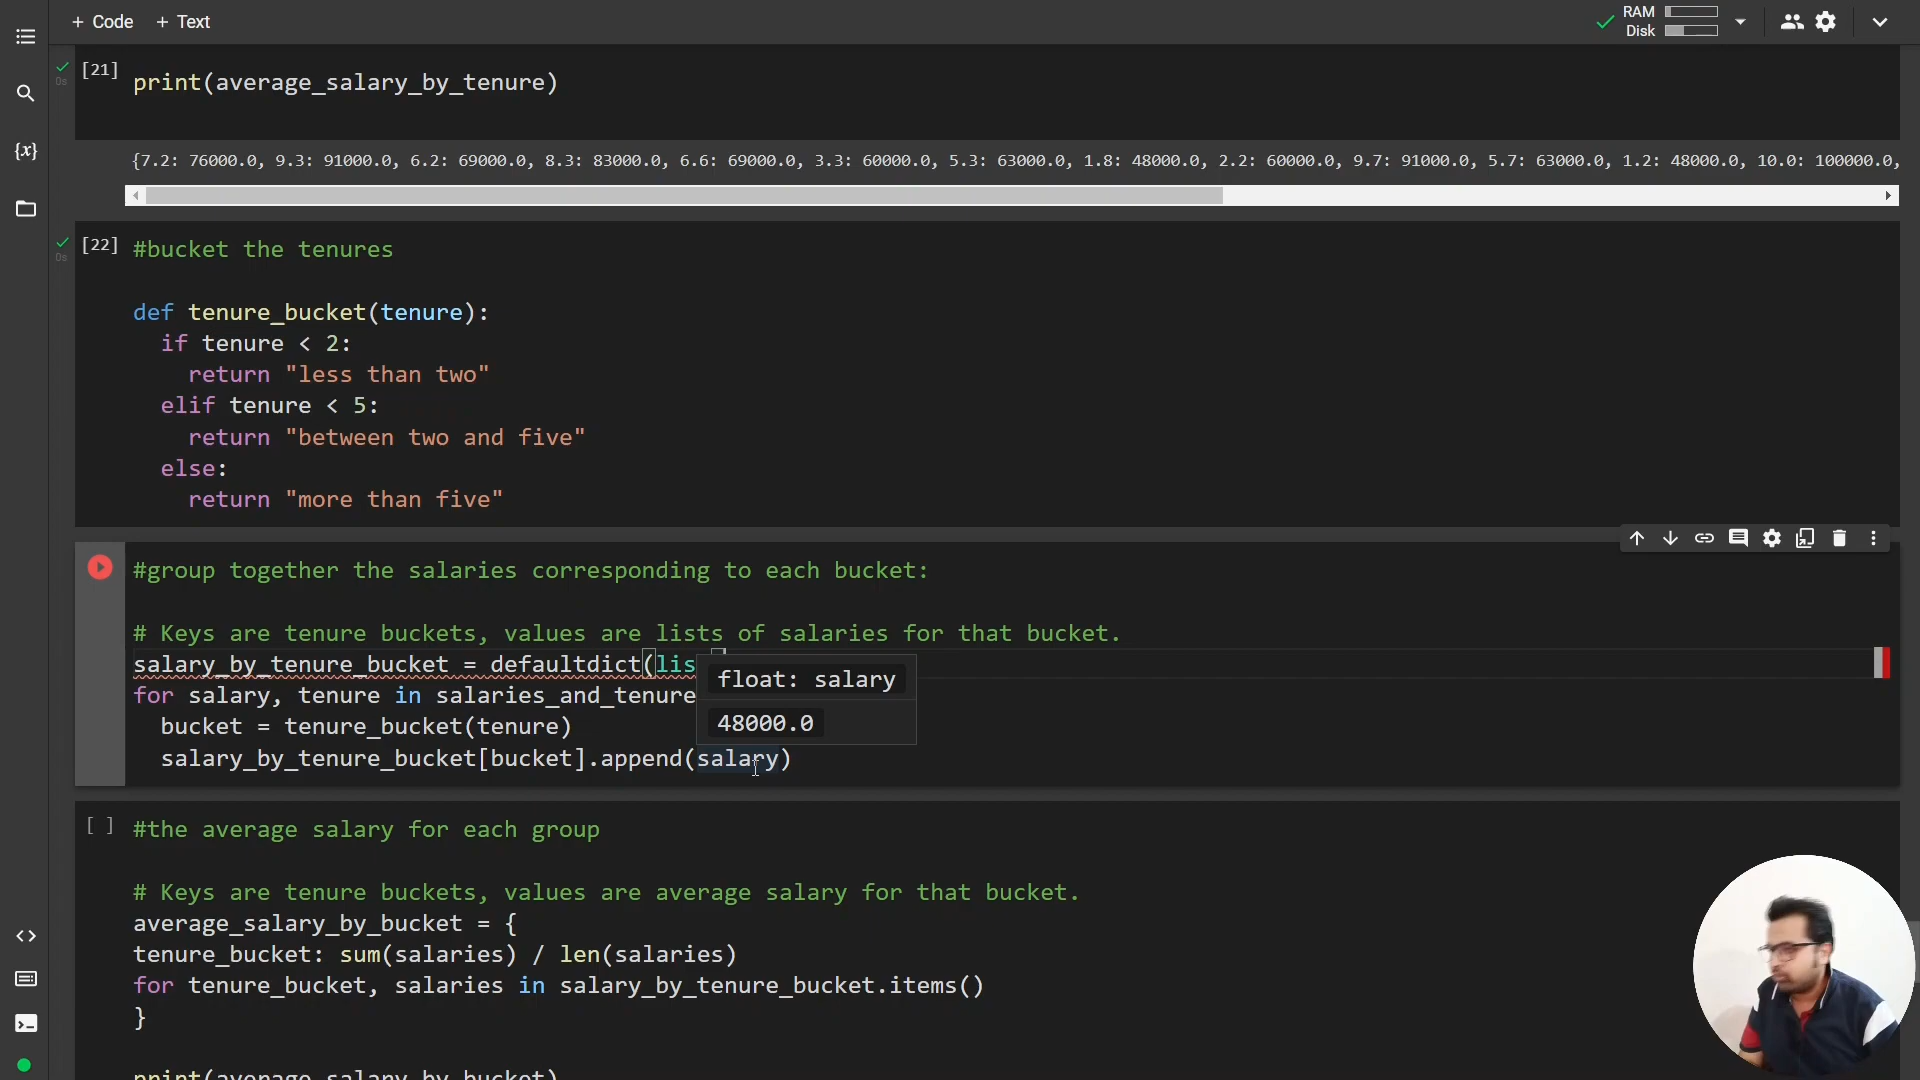 + Code + Text
RAM
Disk
[21]
0s
print(average_salary_by_tenure)
{7.2: 76000.0, 9.3: 91000.0, 6.2: 69000.0, 8.3: 83000.0, 6.6: 69000.0, 3.3: 60000.0, 5.3: 63000.0, 1.8: 48000.0, 2.2: 60000.0, 9.7: 91000.0, 5.7: 63000.0, 1.2: 48000.0, 10.0: 100000.0,
{x}
[22]
0s
#bucket the tenures
def tenure_bucket(tenure):
if tenure < 2:
return "less than two"
elif tenure < 5:
return "between two and five"
else:
return "more than five"
#group together the salaries corresponding to each bucket:
# Keys are tenure buckets, values are lists of salaries for that bucket.
salary_by_tenure_bucket = defaultdict(lis
float: salary
for salary, tenure in salaries_and_tenure
48000.0
bucket = tenure_bucket(tenure)
salary_by_tenure_bucket[bucket].append(salary)
[ ]
#the average salary for each group
# Keys are tenure buckets, values are average salary for that bucket.
average_salary_by_bucket = {
tenure_bucket: sum(salaries) / len(salaries)
for tenure_bucket, salaries in salary_by_tenure_bucket.items()
}
print(average_salary_by_bucket)